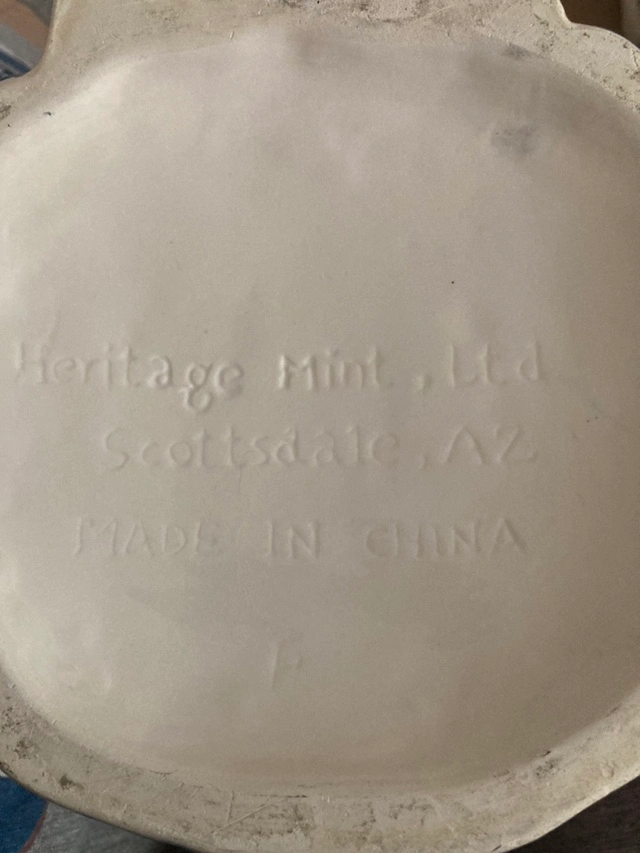 Heritage Mint, Ltd
Scottsdale, AZ
MADE IN CHINA
F